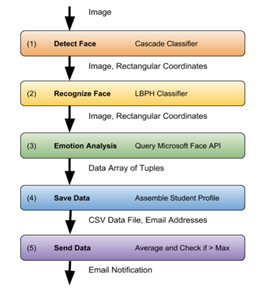 Image
(1) Detect Face Cascade Classifier
Image, Rectangular Coordinates
(2) Recognize Face LBPH Classifier
Image, Rectangular Coordinates
(3) Emotion Analysis Query Microsoft Face API
Data Array of Tuples
(4) Save Data Assemble Student Profile
CSV Data File, Email Addresses
(5) Send Data Average and Check if > Max
Email Notification